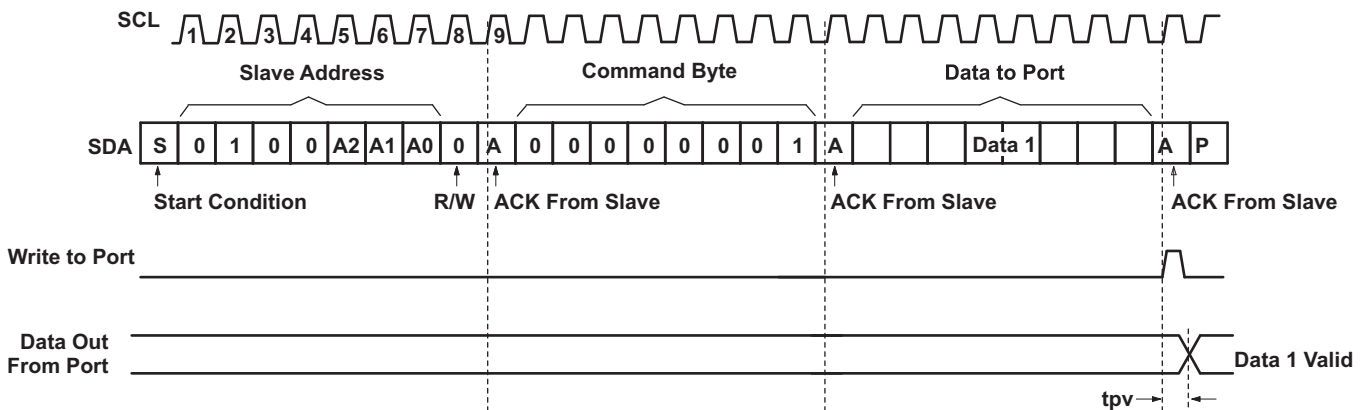 SCL 1 2 3 4 5 6 7 8 9
Slave Address Command Byte Data to Port
SDA S 0 1 0 0 A2 A1 A0 0 A 0 0 0 0 0 0 0 1 A Data 1 A P
Start Condition R/W ACK From Slave ACK From Slave ACK From Slave
Write to Port
Data Out
From Port
Data 1 Valid
tpv